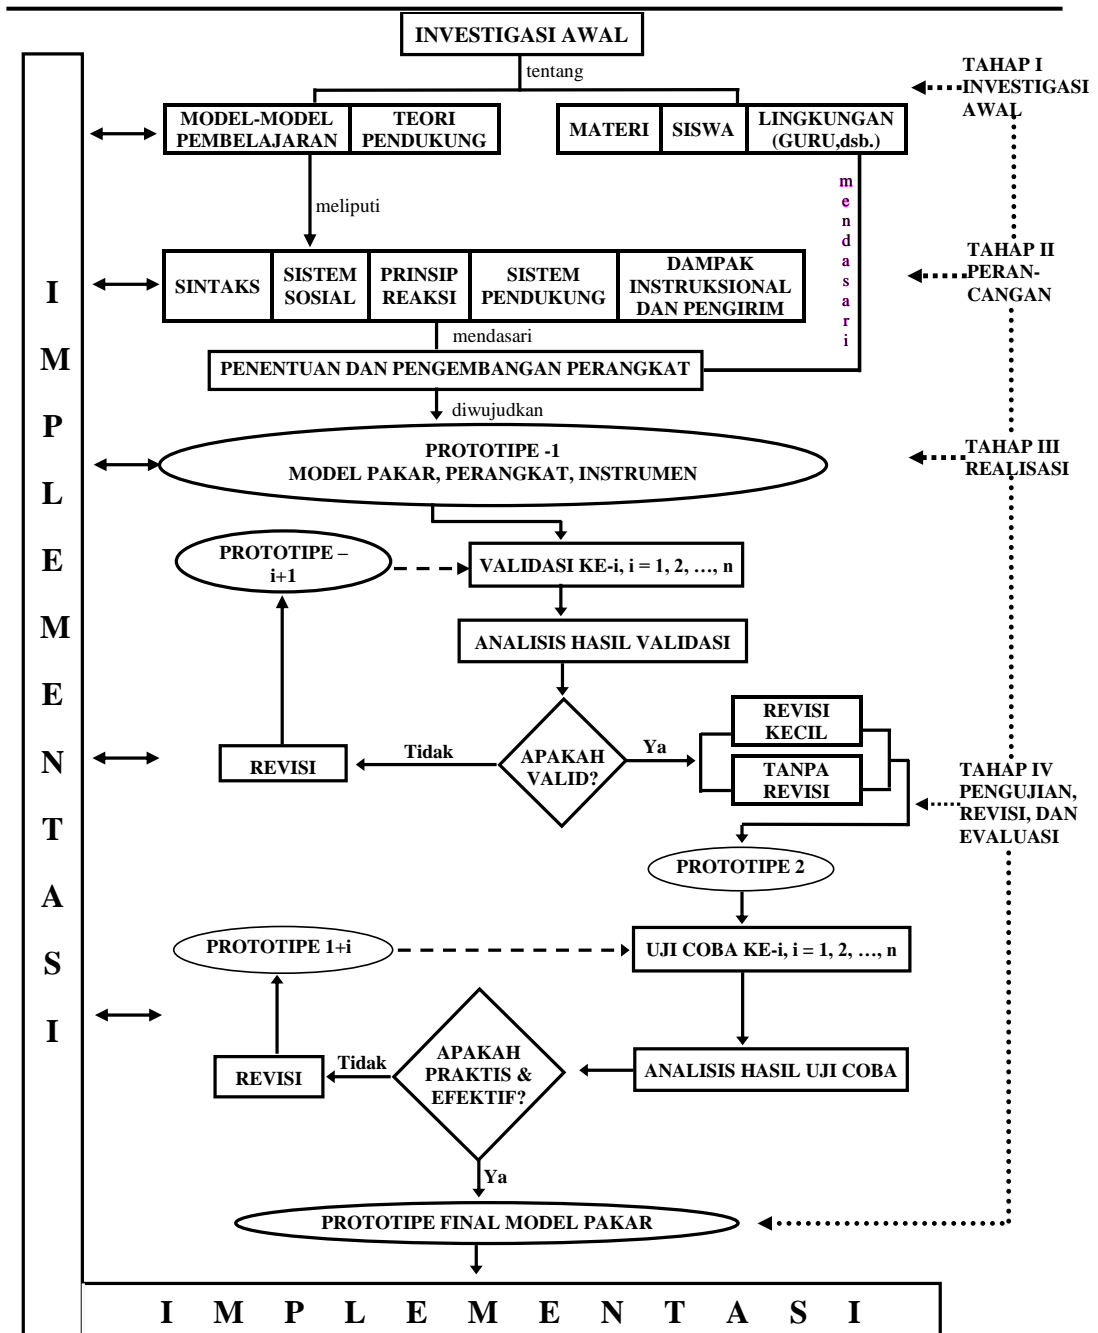 INVESTIGASI AWAL
tentang
TAHAP I
INVESTIGASI
AWAL
MODEL-MODEL
PEMBELAJARAN
TEORI
PENDUKUNG
MATERI
SISWA
LINGKUNGAN
(GURU,dsb.)
meliputi
mendasari
TAHAP II
PERAN-
CANGAN
SINTAKS
SISTEM
SOSIAL
PRINSIP
REAKSI
SISTEM
PENDUKUNG
DAMPAK
INSTRUKSIONAL
DAN PENGIRIM
mendasari
PENENTUAN DAN PENGEMBANGAN PERANGKAT
diwujudkan
PROTOTIPE -1
MODEL PAKAR, PERANGKAT, INSTRUMEN
TAHAP III
REALISASI
PROTOTIPE –
i+1
VALIDASI KE-i, i = 1, 2, …, n
ANALISIS HASIL VALIDASI
APAKAH
VALID?
Tidak
REVISI
Ya
REVISI
KECIL
TANPA
REVISI
TAHAP IV
PENGUJIAN,
REVISI, DAN
EVALUASI
PROTOTIPE 2
PROTOTIPE 1+i
UJI COBA KE-i, i = 1, 2, …, n
ANALISIS HASIL UJI COBA
APAKAH
PRAKTIS &
EFEKTIF?
Tidak
REVISI
Ya
PROTOTIPE FINAL MODEL PAKAR
I M P L E M E N T A S I
I M P L E M E N T A S I